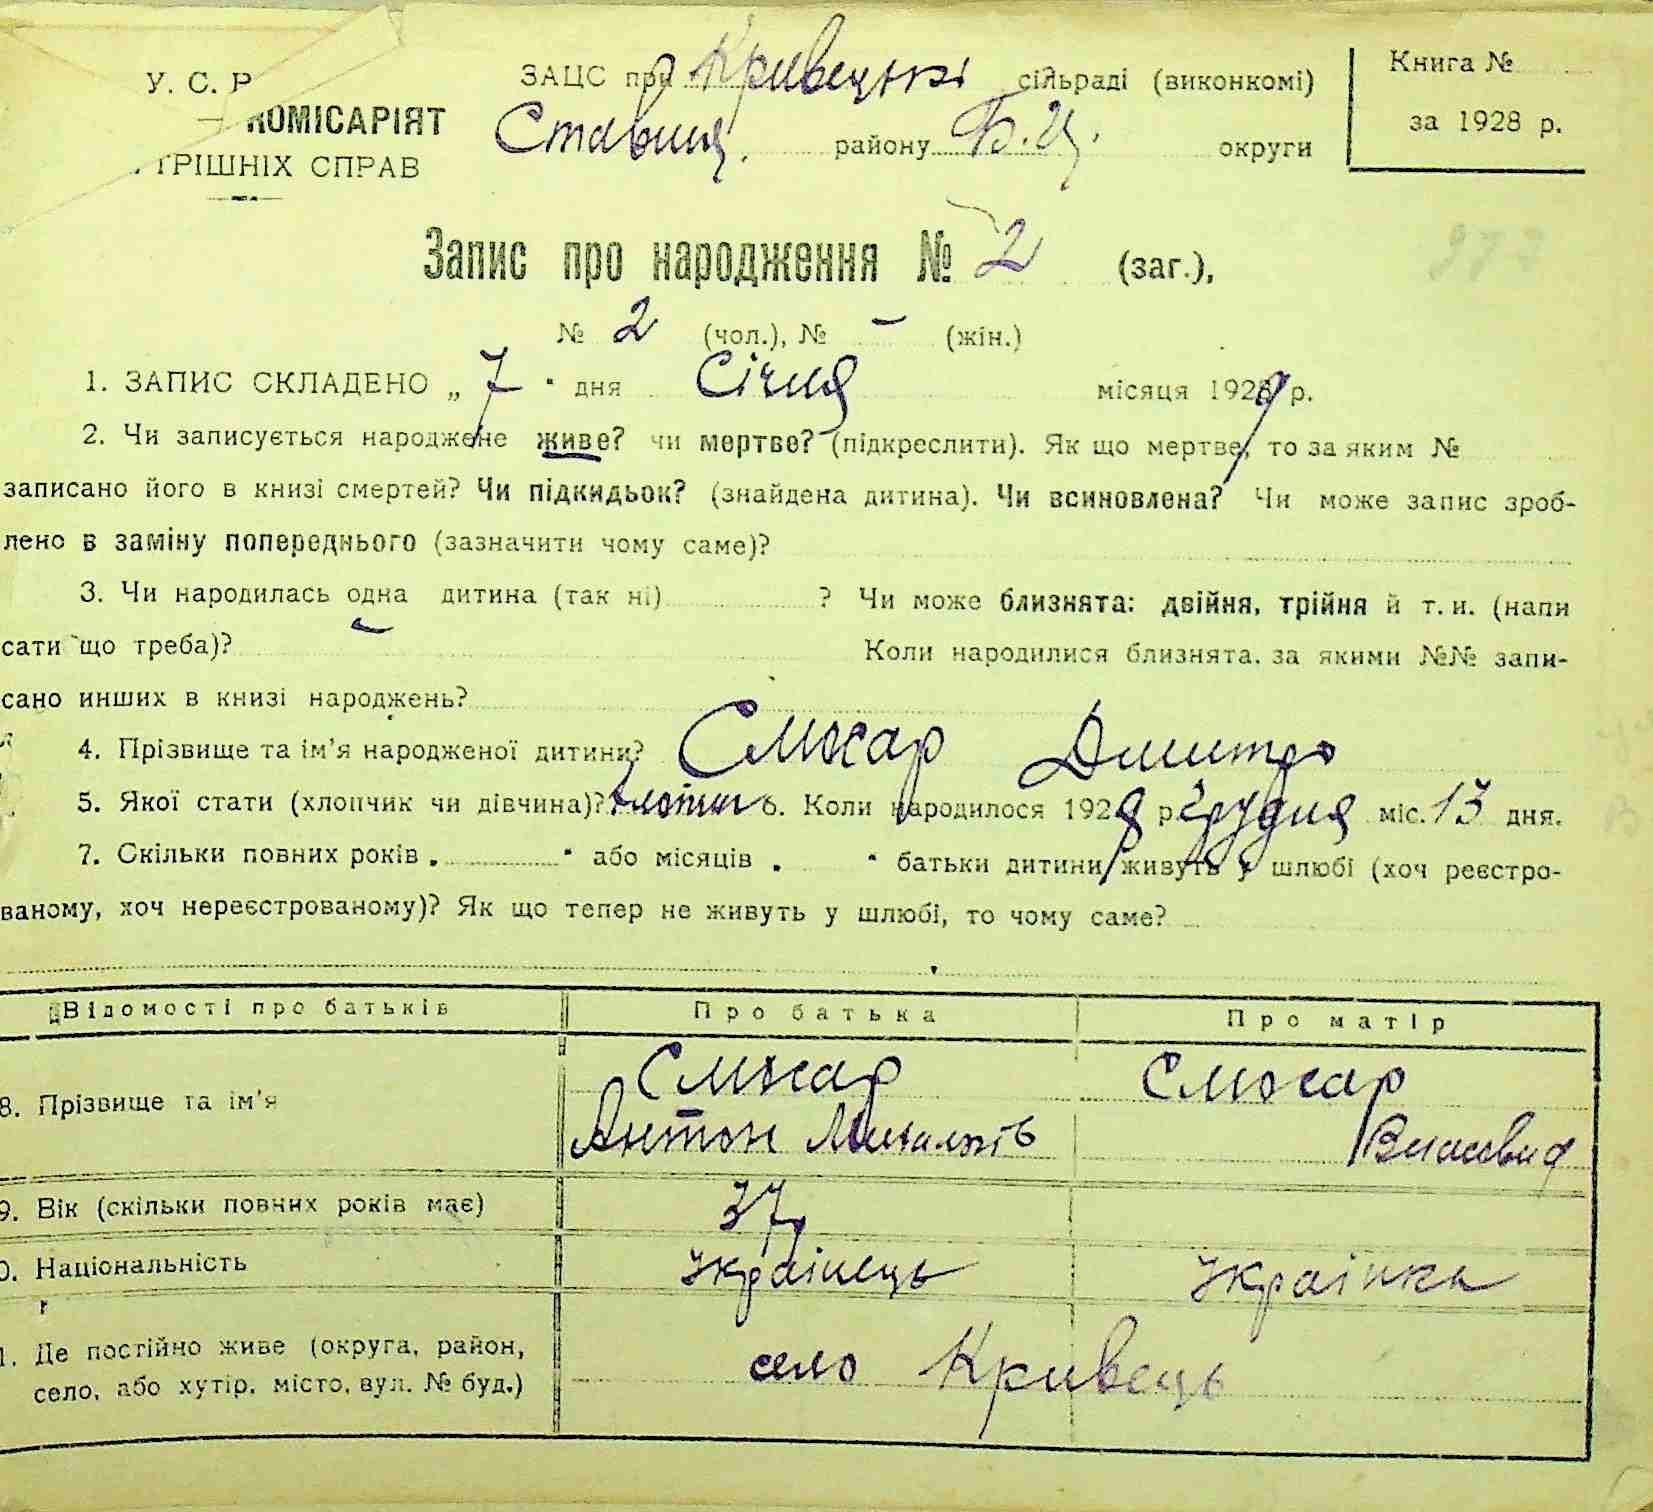 У. С. Р
ЗАЦС при Кривецькі сільраді (виконкомі)
Книга №
КОМІСАРІЯТ
Ставищ. району Б.Ц. округи
за 1928 р.
ТРІШНІХ СПРАВ
Запис про народження № 2 (заг.),
№ 2 (чол.), № – (жін.)
1. ЗАПИС СКЛАДЕНО „ 7 " дня Січня місяця 1929 р.
2. Чи записується народжене живе? чи мертве? (підкреслити). Як що мертве, то за яким №
записано його в книзі смертей? Чи підкидьок? (знайдена дитина). Чи всиновлена? Чи може запис зроб-
лено в заміну попереднього (зазначити чому саме)?
3. Чи народилась одна дитина (так ні) ? Чи може близнята: двійня, трійня й т. и. (напи
сати що треба)? Коли народилися близнята, за якими №№ запи-
сано инших в книзі народжень?
4. Прізвище та ім'я народженої дитини? Слюсар Дмитро
5. Якої стати (хлопчик чи дівчина)? 6. Коли народилося 1928 р. Грудня міс. 13 дня.
7. Скільки повних років „ " або місяців „ " батьки дитини живуть у шлюбі (хоч реєстро-
ваному, хоч нереєстрованому)? Як що тепер не живуть у шлюбі, то чому саме?
Відомості про батьків Про батька Про матір
8. Прізвище та ім'я Слюсар Слюсар
Антон
9. Вік (скільки повних років має) 37
0. Національність Українець Українка
1. Де постійно живе (округа, район,
село, або хутір, місто, вул. № буд.) село Кривець